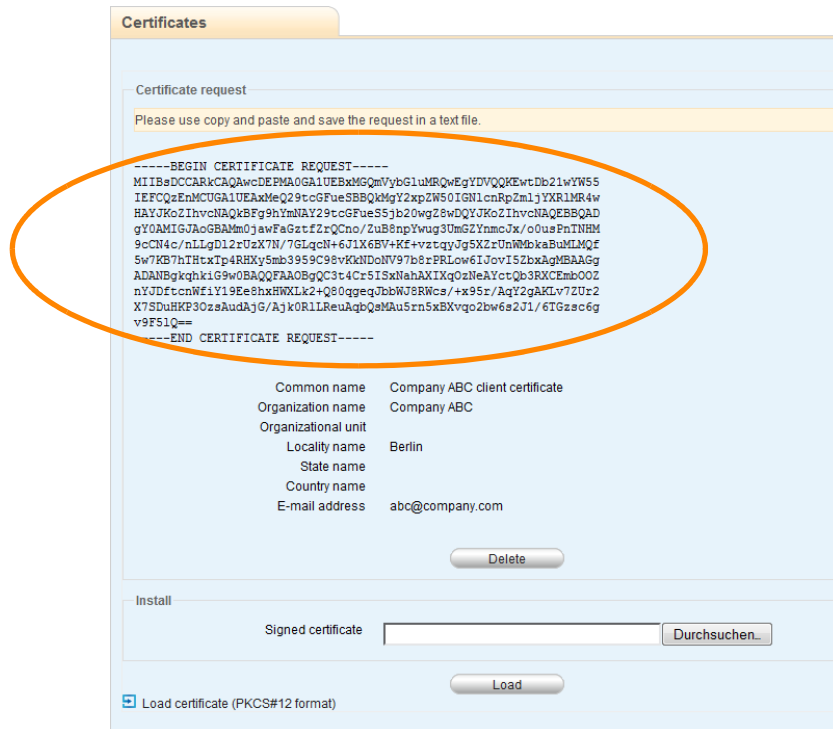 Certificates
Certificate request
Please use copy and paste and save the request in a text file.
-----BEGIN CERTIFICATE REQUEST-----
MIIBsDCCARkCAQAwcDEPMA0GA1UEBxMGQmVybGluMRQwEgYDVQQKEwtDb21wYW55
IEFCQzEnMCUGA1UEAxMeQ29tcGFueSBBQkMgY2xpZW50IGNlcnRpZmljYXRlMR4w
HAYJKoZIhvcNAQkBFg9hYmNAY29tcGFueS5jb20wgZ8wDQYJKoZIhvcNAQEBBQAD
gY0AMIGJAoGBAMm0jawFaGztfZrQCno/ZuB8npYwug3UmGZYnmcJx/o0usPnTNHM
9cCN4c/nLLgDl2rUzX7N/7GLqcN+6J1X6BV+Kf+vztqyJg5XZrUnWMbkaBuMLMQf
5w7KB7hTHtxTp4RHXy5mb3959C98vKkNDoNV97b8rPRLow6IJovI5ZbxAgMBAAGg
ADANBgkqhkiG9w0BAQQFAAOBgQC3t4Cr5ISxNahAXIXqOzNeAYctQb3RXCEmbOOZ
nYJDftcnWfiY19Ee8hxHWXLk2+Q80qgeqJbbWJ8RWcs/+x95r/AqY2gAKLv7ZUr2
X7SDuHKP3OzsAudAjG/Ajk0RlLReuAqbQsMAu5rn5xBXvqo2bw6s2J1/6TGzsc6g
v9F5lQ==
-----END CERTIFICATE REQUEST-----
Common name Company ABC client certificate
Organization name Company ABC
Organizational unit
Locality name Berlin
State name
Country name
E-mail address abc@company.com
Delete
Install
Signed certificate Durchsuchen...
Load
Load certificate (PKCS#12 format)